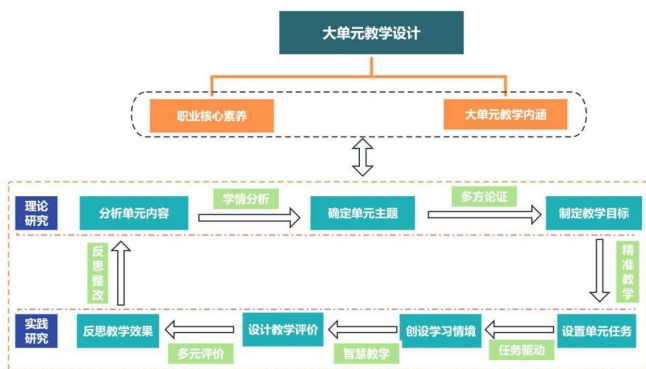 大单元教学设计
职业核心素养
大单元教学内涵
理论
研究
分析单元内容
学情分析
确定单元主题
多方论证
制定教学目标
反思整改
精准教学
实践
研究
反思教学效果
多元评价
设计教学评价
智慧教学
创设学习情境
任务驱动
设置单元任务